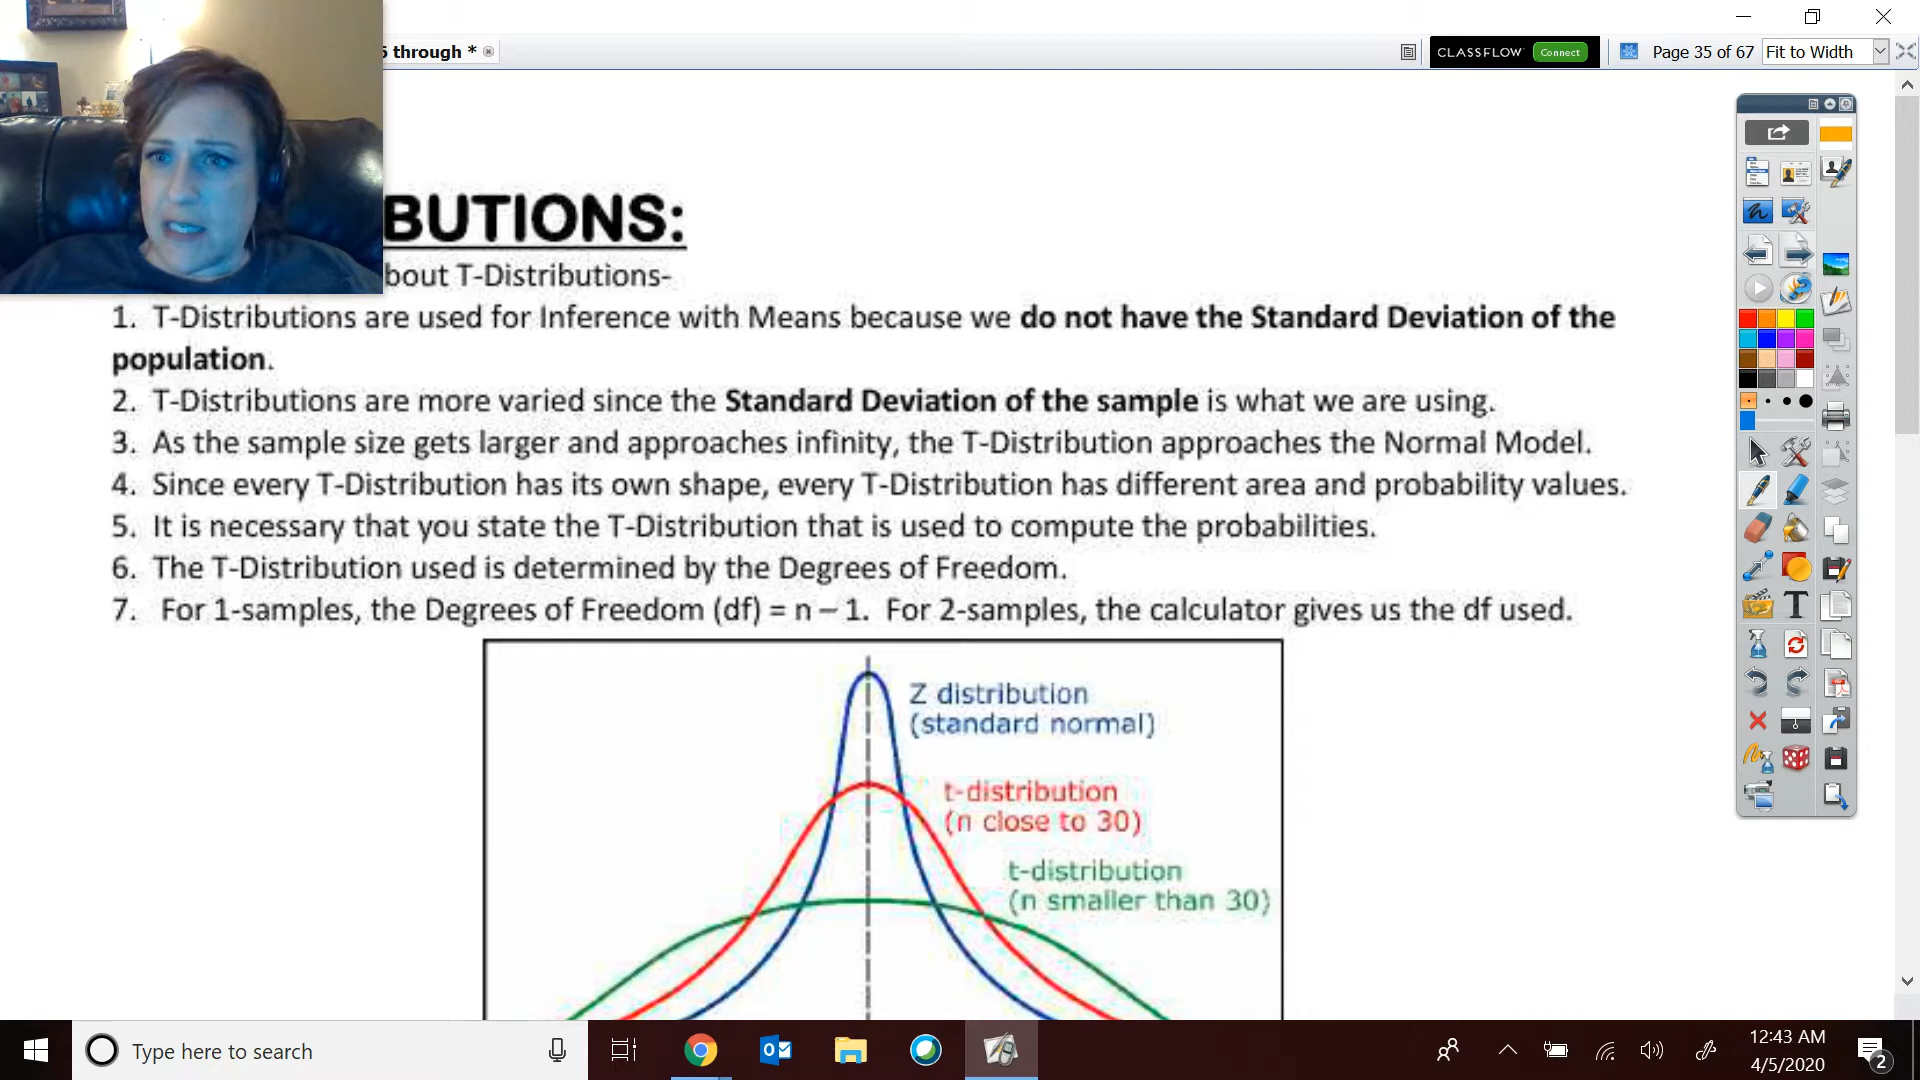 5 through *
CLASSFLOW Connect
Page 35 of 67
Fit to Width
BUTIONS:
bout T-Distributions-
1. T-Distributions are used for Inference with Means because we do not have the Standard Deviation of the
population.
2. T-Distributions are more varied since the Standard Deviation of the sample is what we are using.
3. As the sample size gets larger and approaches infinity, the T-Distribution approaches the Normal Model.
4. Since every T-Distribution has its own shape, every T-Distribution has different area and probability values.
5. It is necessary that you state the T-Distribution that is used to compute the probabilities.
6. The T-Distribution used is determined by the Degrees of Freedom.
7. For 1-samples, the Degrees of Freedom (df) = n – 1. For 2-samples, the calculator gives us the df used.
Z distribution
(standard normal)
t-distribution
(n close to 30)
t-distribution
(n smaller than 30)
Type here to search
12:43 AM
4/5/2020
2